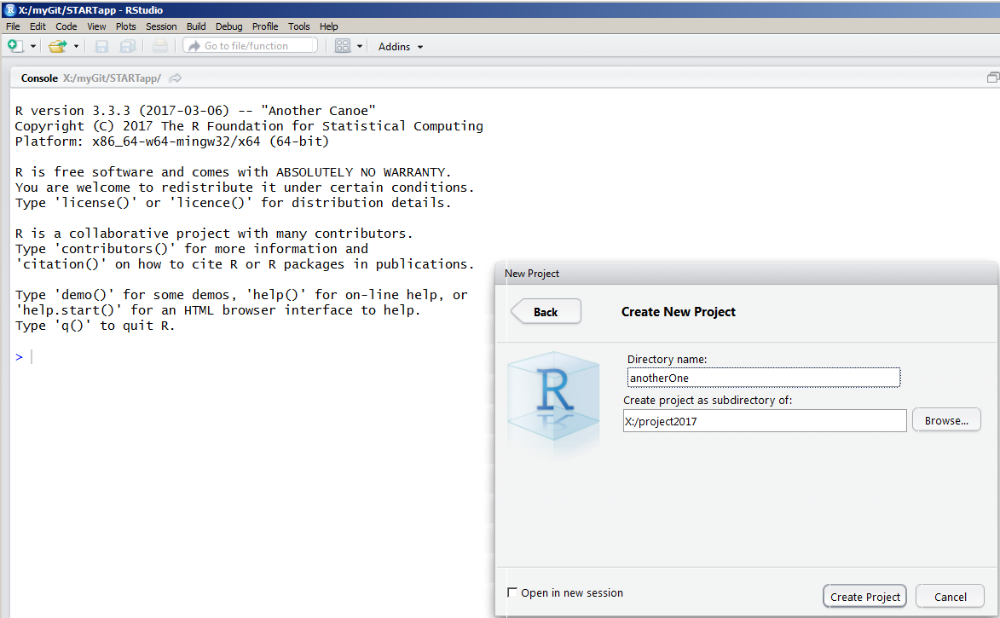 X:/myGit/STARTapp - RStudio
File Edit Code View Plots Session Build Debug Profile Tools Help
Go to file/function Addins
Console X:/myGit/STARTapp/
R version 3.3.3 (2017-03-06) -- "Another Canoe"
Copyright (C) 2017 The R Foundation for Statistical Computing
Platform: x86_64-w64-mingw32/x64 (64-bit)
R is free software and comes with ABSOLUTELY NO WARRANTY.
You are welcome to redistribute it under certain conditions.
Type 'license()' or 'licence()' for distribution details.
R is a collaborative project with many contributors.
Type 'contributors()' for more information and
'citation()' on how to cite R or R packages in publications.
Type 'demo()' for some demos, 'help()' for on-line help, or
'help.start()' for an HTML browser interface to help.
Type 'q()' to quit R.
>
New Project
Back Create New Project
R
Directory name:
anotherOne
Create project as subdirectory of:
X:/project2017 Browse...
Open in new session Create Project Cancel